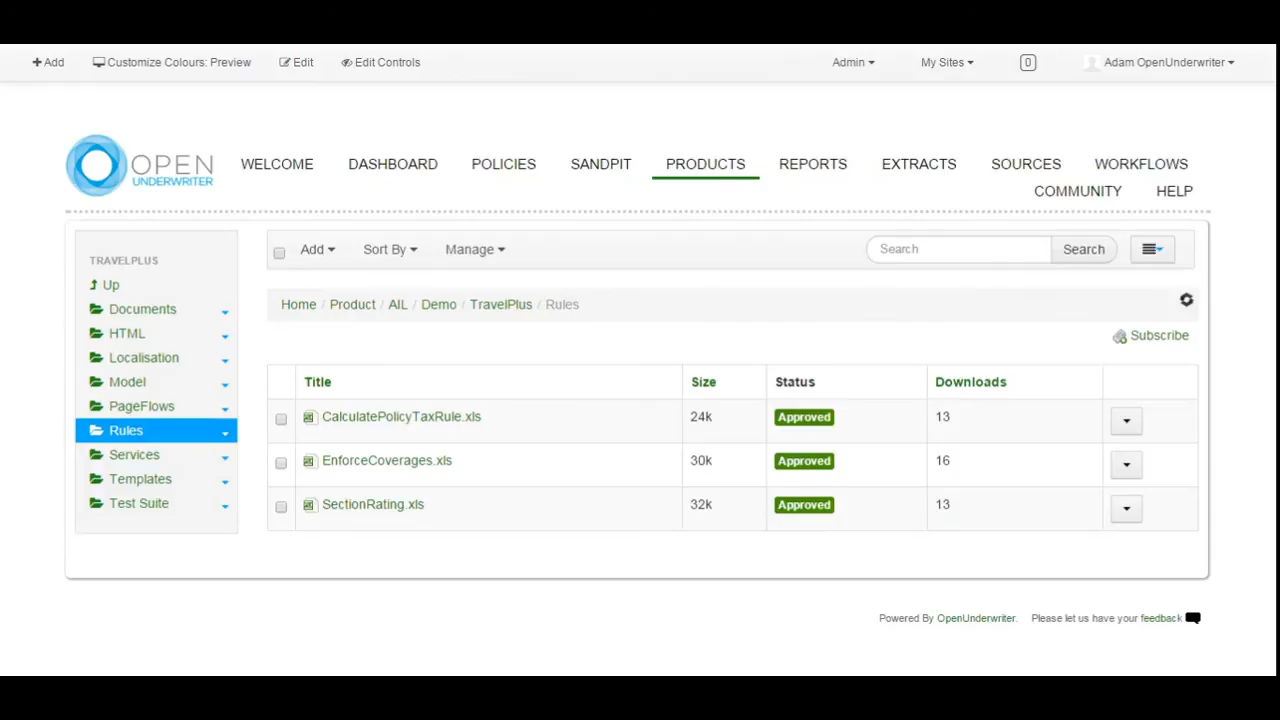 Add Customize Colours: Preview Edit Edit Controls Admin My Sites 0 Adam OpenUnderwriter
OPEN UNDERWRITER
WELCOME DASHBOARD POLICIES SANDPIT PRODUCTS REPORTS EXTRACTS SOURCES WORKFLOWS
COMMUNITY HELP
TRAVELPLUS
Up
Documents
HTML
Localisation
Model
PageFlows
Rules
Services
Templates
Test Suite
Add Sort By Manage Search Search
Home / Product / AIL / Demo / TravelPlus / Rules
Subscribe
Title Size Status Downloads
CalculatePolicyTaxRule.xls 24k Approved 13
EnforceCoverages.xls 30k Approved 16
SectionRating.xls 32k Approved 13
Powered By OpenUnderwriter. Please let us have your feedback